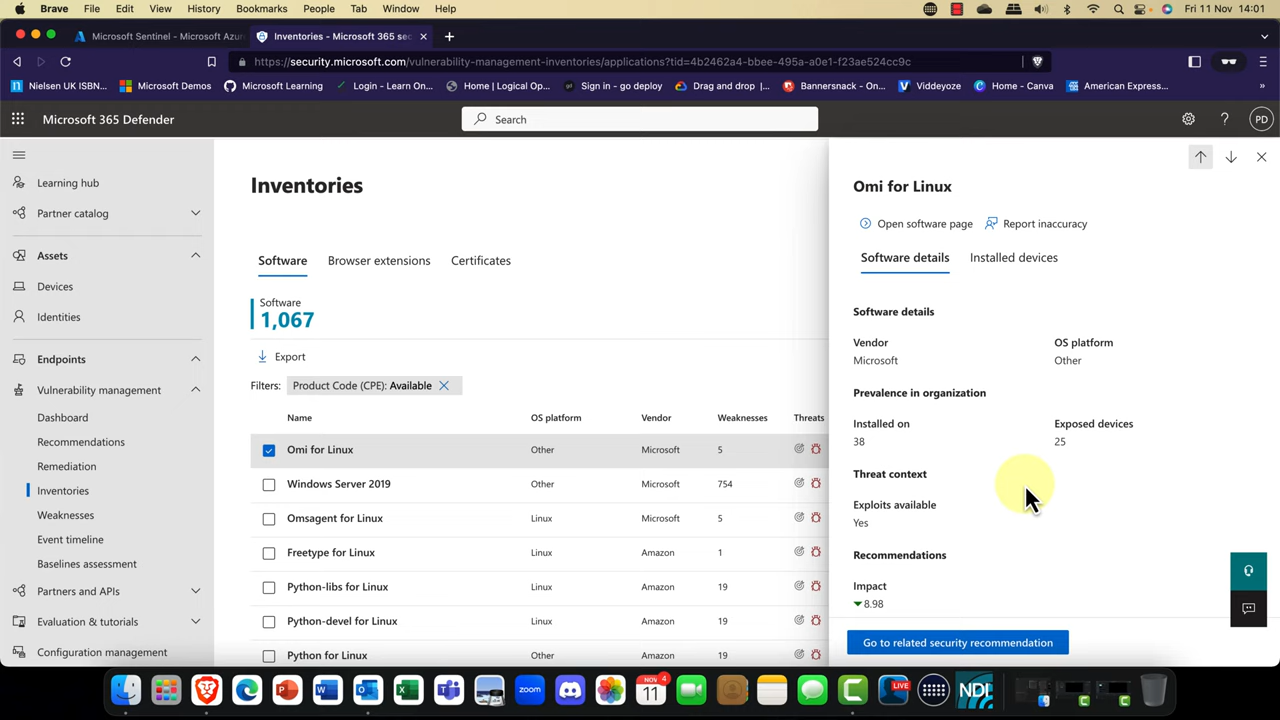 Brave File Edit View History Bookmarks People Tab Window Help Fri 11 Nov 14:01
Microsoft Sentinel - Microsoft Azur
Inventories - Microsoft 365 sec
https://security.microsoft.com/vulnerability-management-inventories/applications?tid=4b2462a4-bbee-495a-a0e1-f23ae524cc9c
Nielsen UK ISBN... Microsoft Demos Microsoft Learning Login - Learn On... Home | Logical Op... Sign in - go deploy Drag and drop |... Bannersnack - On... Viddeyoze Home - Canva American Express...
Microsoft 365 Defender
Search
PD
Learning hub
Partner catalog
Assets
Devices
Identities
Endpoints
Vulnerability management
Dashboard
Recommendations
Remediation
Inventories
Weaknesses
Event timeline
Baselines assessment
Partners and APIs
Evaluation & tutorials
Configuration management
Inventories
Software Browser extensions Certificates
Software
1,067
Export
Filters: Product Code (CPE): Available
Name OS platform Vendor Weaknesses Threats
Omi for Linux Other Microsoft 5
Windows Server 2019 Other Microsoft 754
Omsagent for Linux Linux Microsoft 5
Freetype for Linux Linux Amazon 1
Python-libs for Linux Linux Amazon 19
Python-devel for Linux Linux Amazon 19
Python for Linux Other Amazon 19
Omi for Linux
Open software page Report inaccuracy
Software details Installed devices
Software details
Vendor OS platform
Microsoft Other
Prevalence in organization
Installed on Exposed devices
38 25
Threat context
Exploits available
Yes
Recommendations
Impact
8.98
Go to related security recommendation
NOV 4
11
zoom
LIVE
NDI